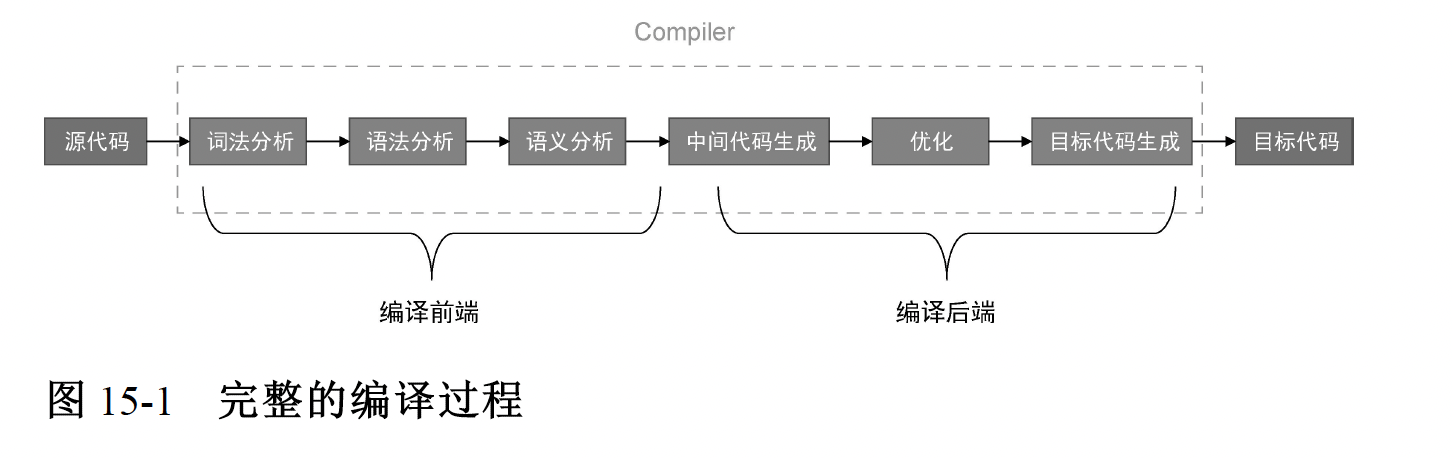 Compiler
源代码 词法分析 语法分析 语义分析 中间代码生成 优化 目标代码生成 目标代码
编译前端 编译后端
图 15-1 完整的编译过程